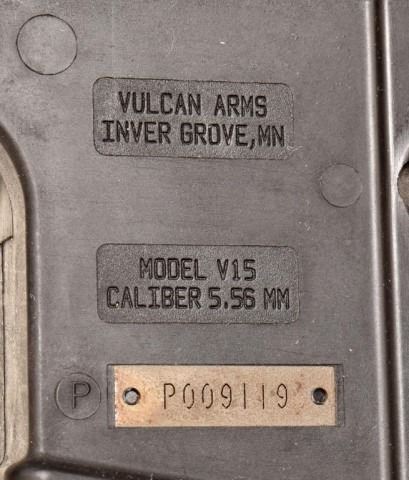 VULCAN ARMS
INVER GROVE,MN
MODEL V15
CALIBER 5.56 MM
P P009119